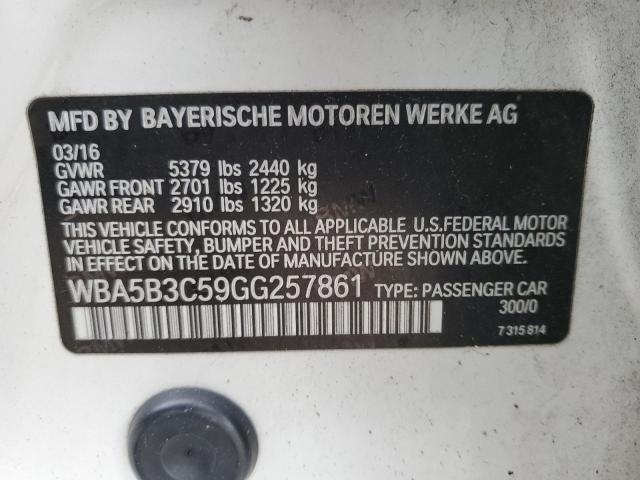 MFD BY BAYERISCHE MOTOREN WERKE AG
03/16
GVWR 5379 lbs 2440 kg
GAWR FRONT 2701 lbs 1225 kg
GAWR REAR 2910 lbs 1320 kg
THIS VEHICLE CONFORMS TO ALL APPLICABLE U.S.FEDERAL MOTOR
VEHICLE SAFETY, BUMPER AND THEFT PREVENTION STANDARDS
IN EFFECT ON THE DATE OF MANUFACTURE SHOWN ABOVE.
WBA5B3C59GG257861 TYPE: PASSENGER CAR
300/0
7 315 814